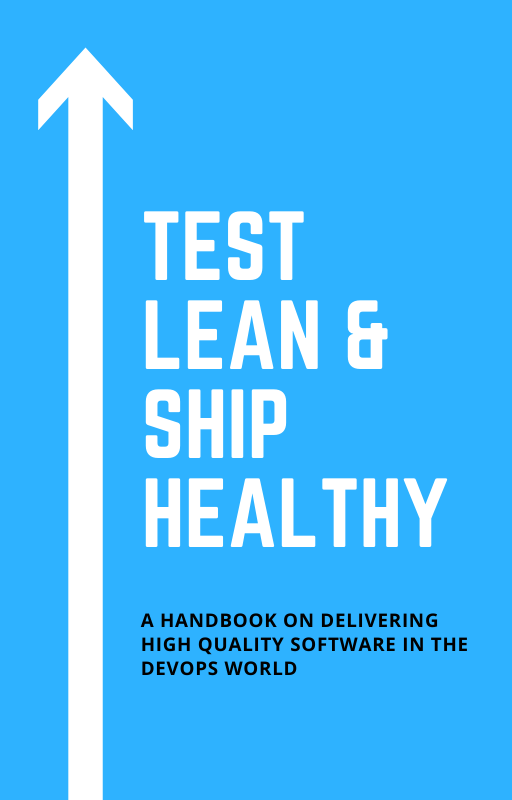 TEST
LEAN &
SHIP
HEALTHY
A HANDBOOK ON DELIVERING
HIGH QUALITY SOFTWARE IN THE
DEVOPS WORLD